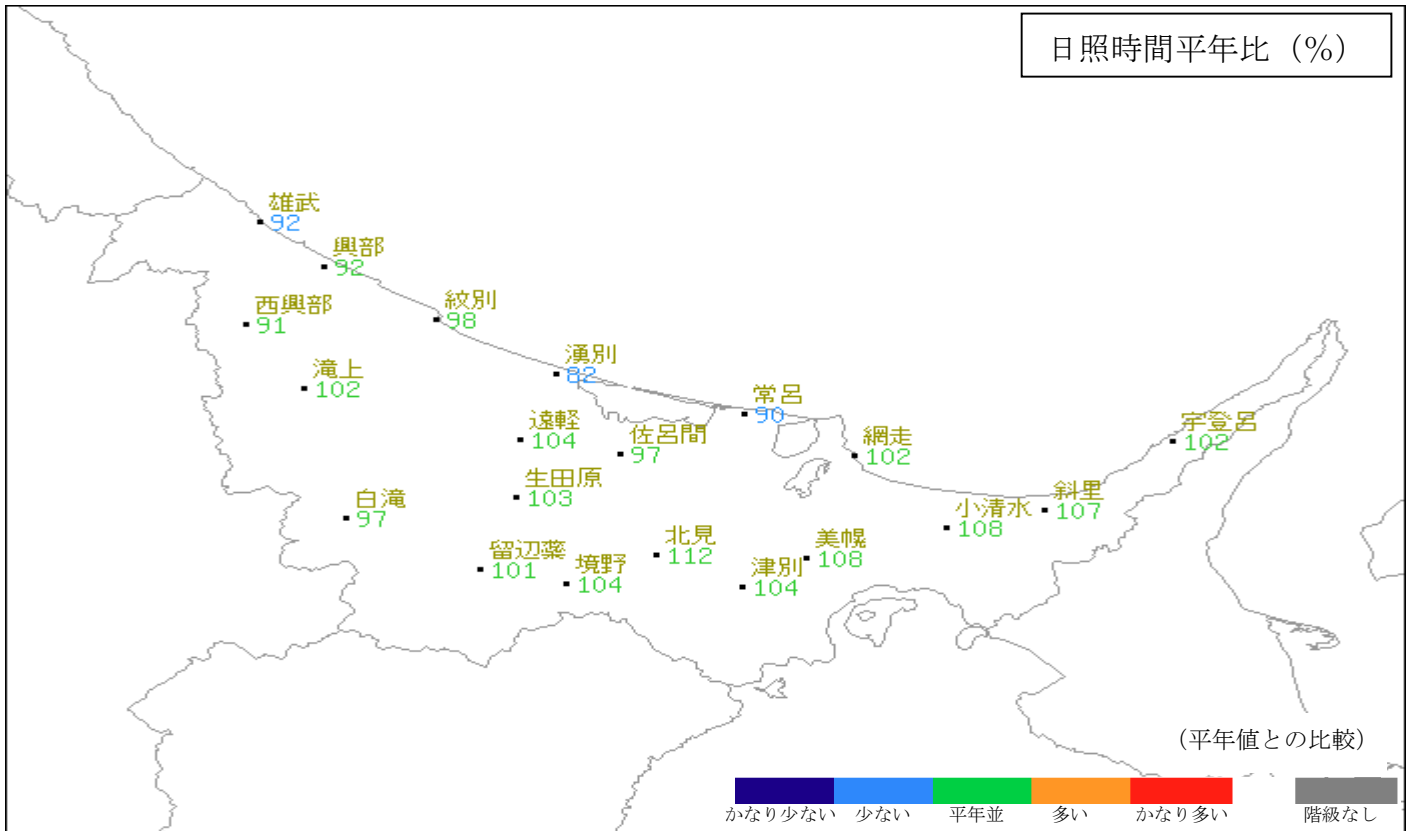 日照時間平年比（％）
雄武
92
興部
92
西興部
91
紋別
98
滝上
102
湧別
82
常呂
90
遠軽
104
佐呂間
97
網走
102
宇登呂
102
生田原
103
白滝
97
小清水
108
斜里
107
留辺蘂
101
境野
104
北見
112
津別
104
美幌
108
（平年値との比較）
かなり少ない 少ない 平年並 多い かなり多い 階級なし